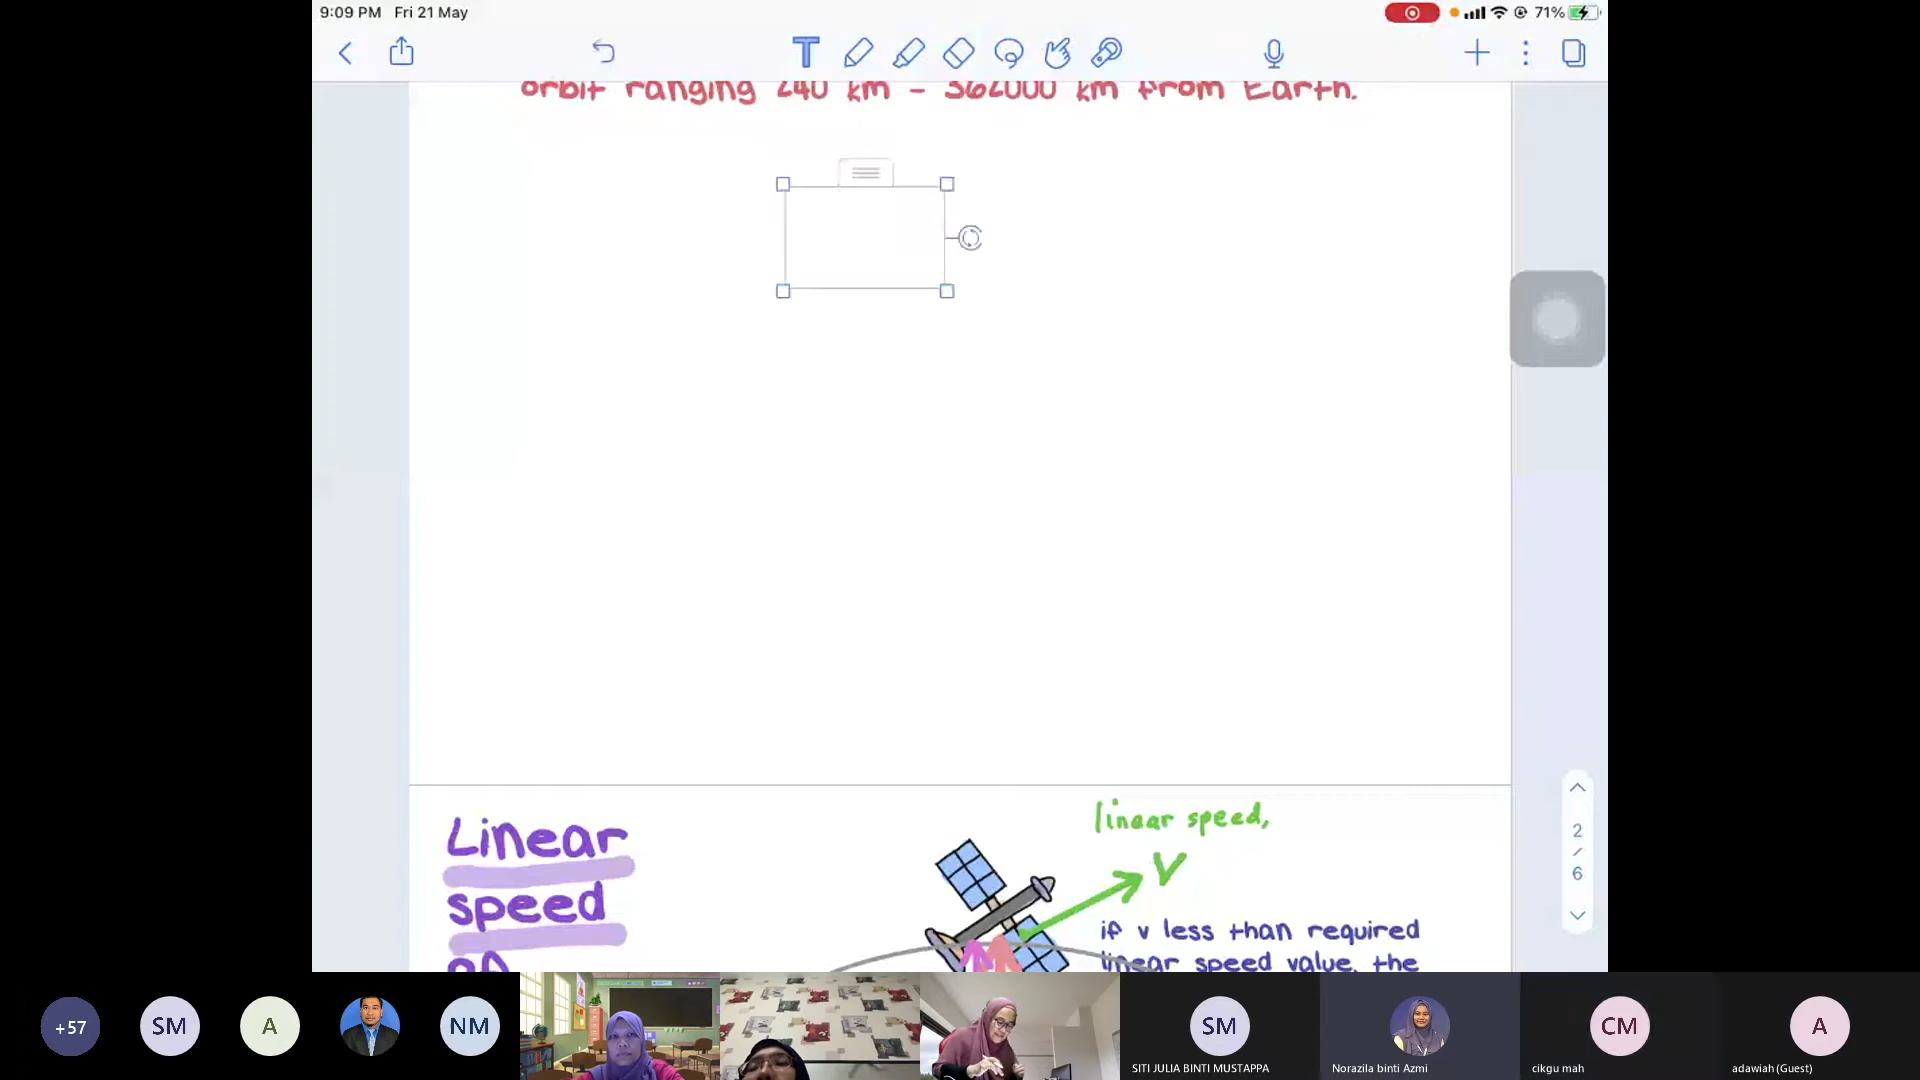 9:09 PM Fri 21 May
71%
orbit ranging 240 km - 362000 km from Earth.
T
2
/
6
Linear
speed
linear speed,
V
if v less than required
linear speed value, the
+57
SM
A
NM
SM
CM
A
SITI JULIA BINTI MUSTAPPA
Norazila binti Azmi
cikgu mah
adawiah (Guest)